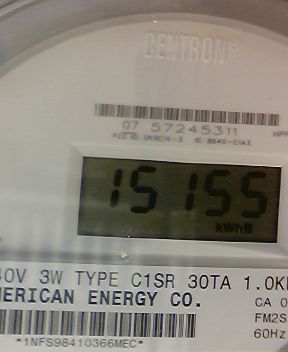 CENTRON®
07 57245311
15155
kWh
40V 3W TYPE C1SR 30TA 1.0K
MERICAN ENERGY CO.
CA 0
FM2S
60Hz
*1NFS98410366MEC*